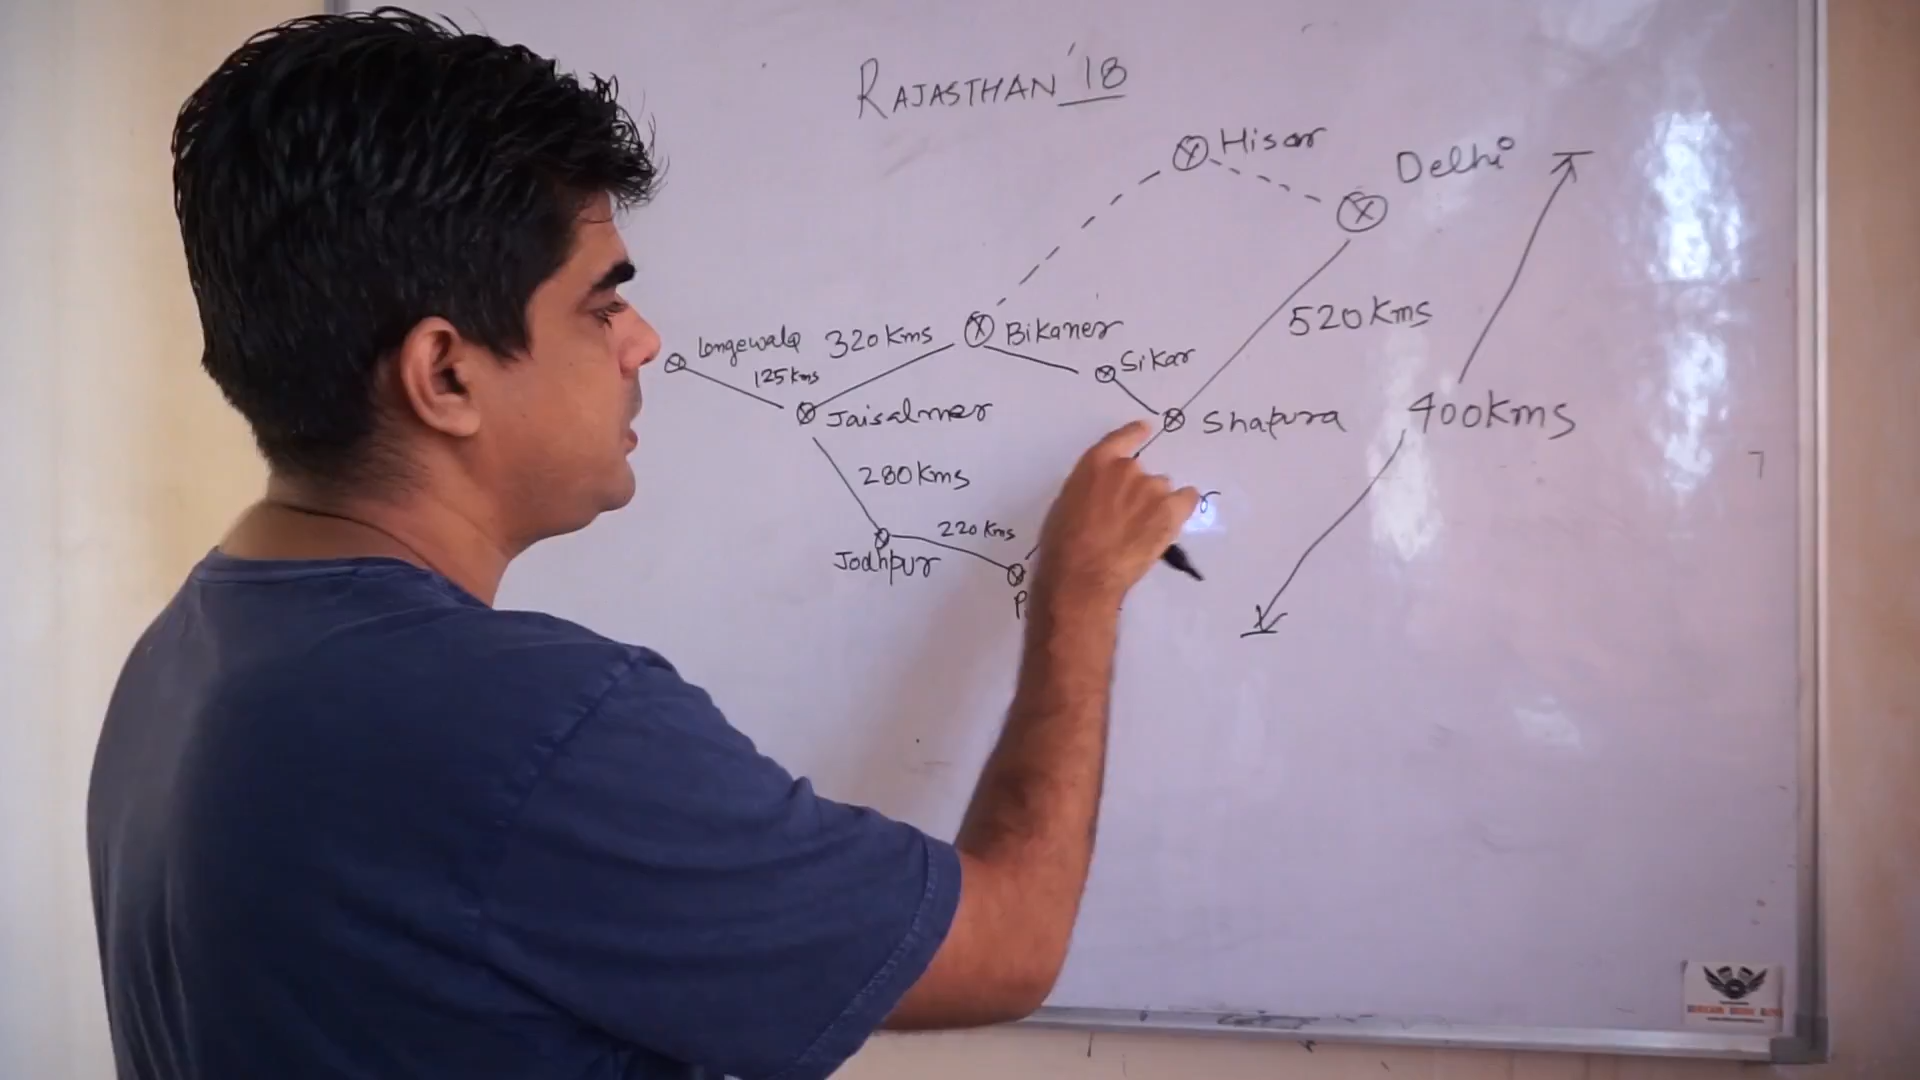 RAJASTHAN '18
Hisar
Delhi
520 Kms
Longewala
320 Kms
Bikaner
125 Kms
Sikar
Jaisalmer
Shapura
400 Kms
280 Kms
220 Kms
Jodhpur